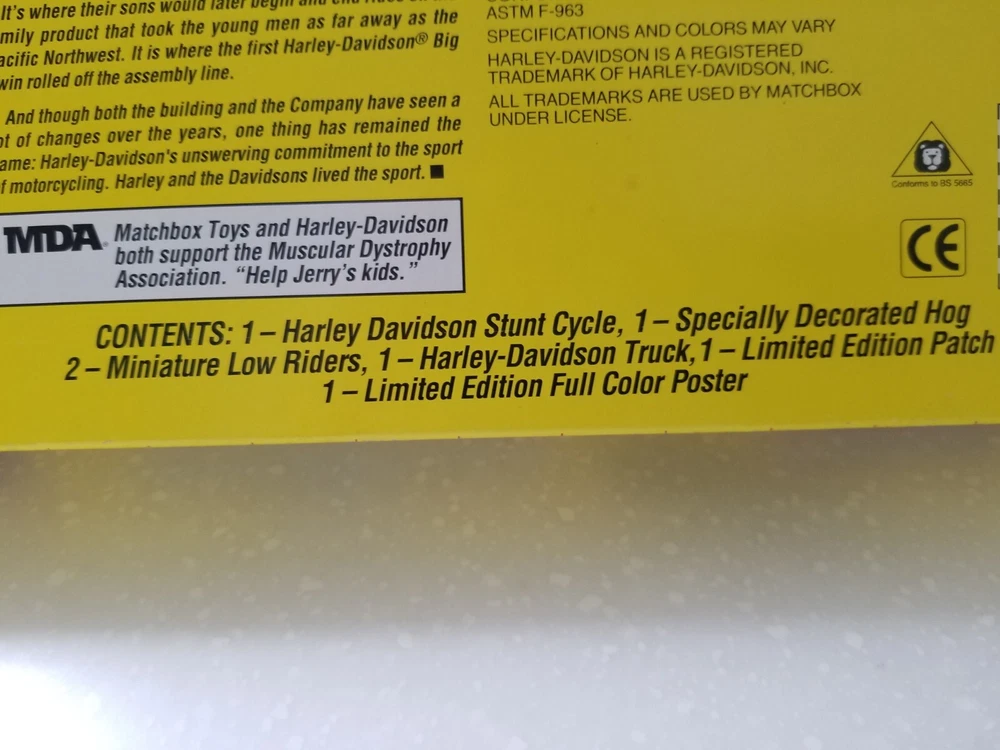 It's where their sons would later begin and end
mily product that took the young men as far away as the
acific Northwest. It is where the first Harley-Davidson® Big
win rolled off the assembly line.
And though both the building and the Company have seen a
ot of changes over the years, one thing has remained the
ame: Harley-Davidson's unswerving commitment to the sport
f motorcycling. Harley and the Davidsons lived the sport. ■
MDA® Matchbox Toys and Harley-Davidson
both support the Muscular Dystrophy
Association. “Help Jerry's kids.”
ASTM F-963
SPECIFICATIONS AND COLORS MAY VARY
HARLEY-DAVIDSON IS A REGISTERED
TRADEMARK OF HARLEY-DAVIDSON, INC.
ALL TRADEMARKS ARE USED BY MATCHBOX
UNDER LICENSE.
Conforms to BS 5665
CE
CONTENTS: 1 – Harley Davidson Stunt Cycle, 1 – Specially Decorated Hog
2 – Miniature Low Riders, 1 – Harley-Davidson Truck, 1 – Limited Edition Patch
1 – Limited Edition Full Color Poster